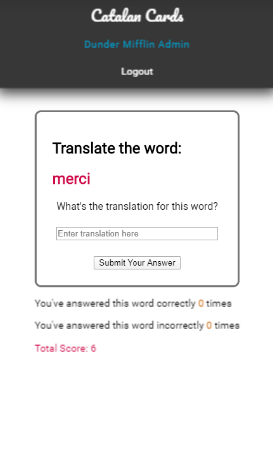 Catalan Cards
Dunder Mifflin Admin
Logout
Translate the word:
merci
What's the translation for this word?
Enter translation here
Submit Your Answer
You've answered this word correctly 0 times
You've answered this word incorrectly 0 times
Total Score: 6